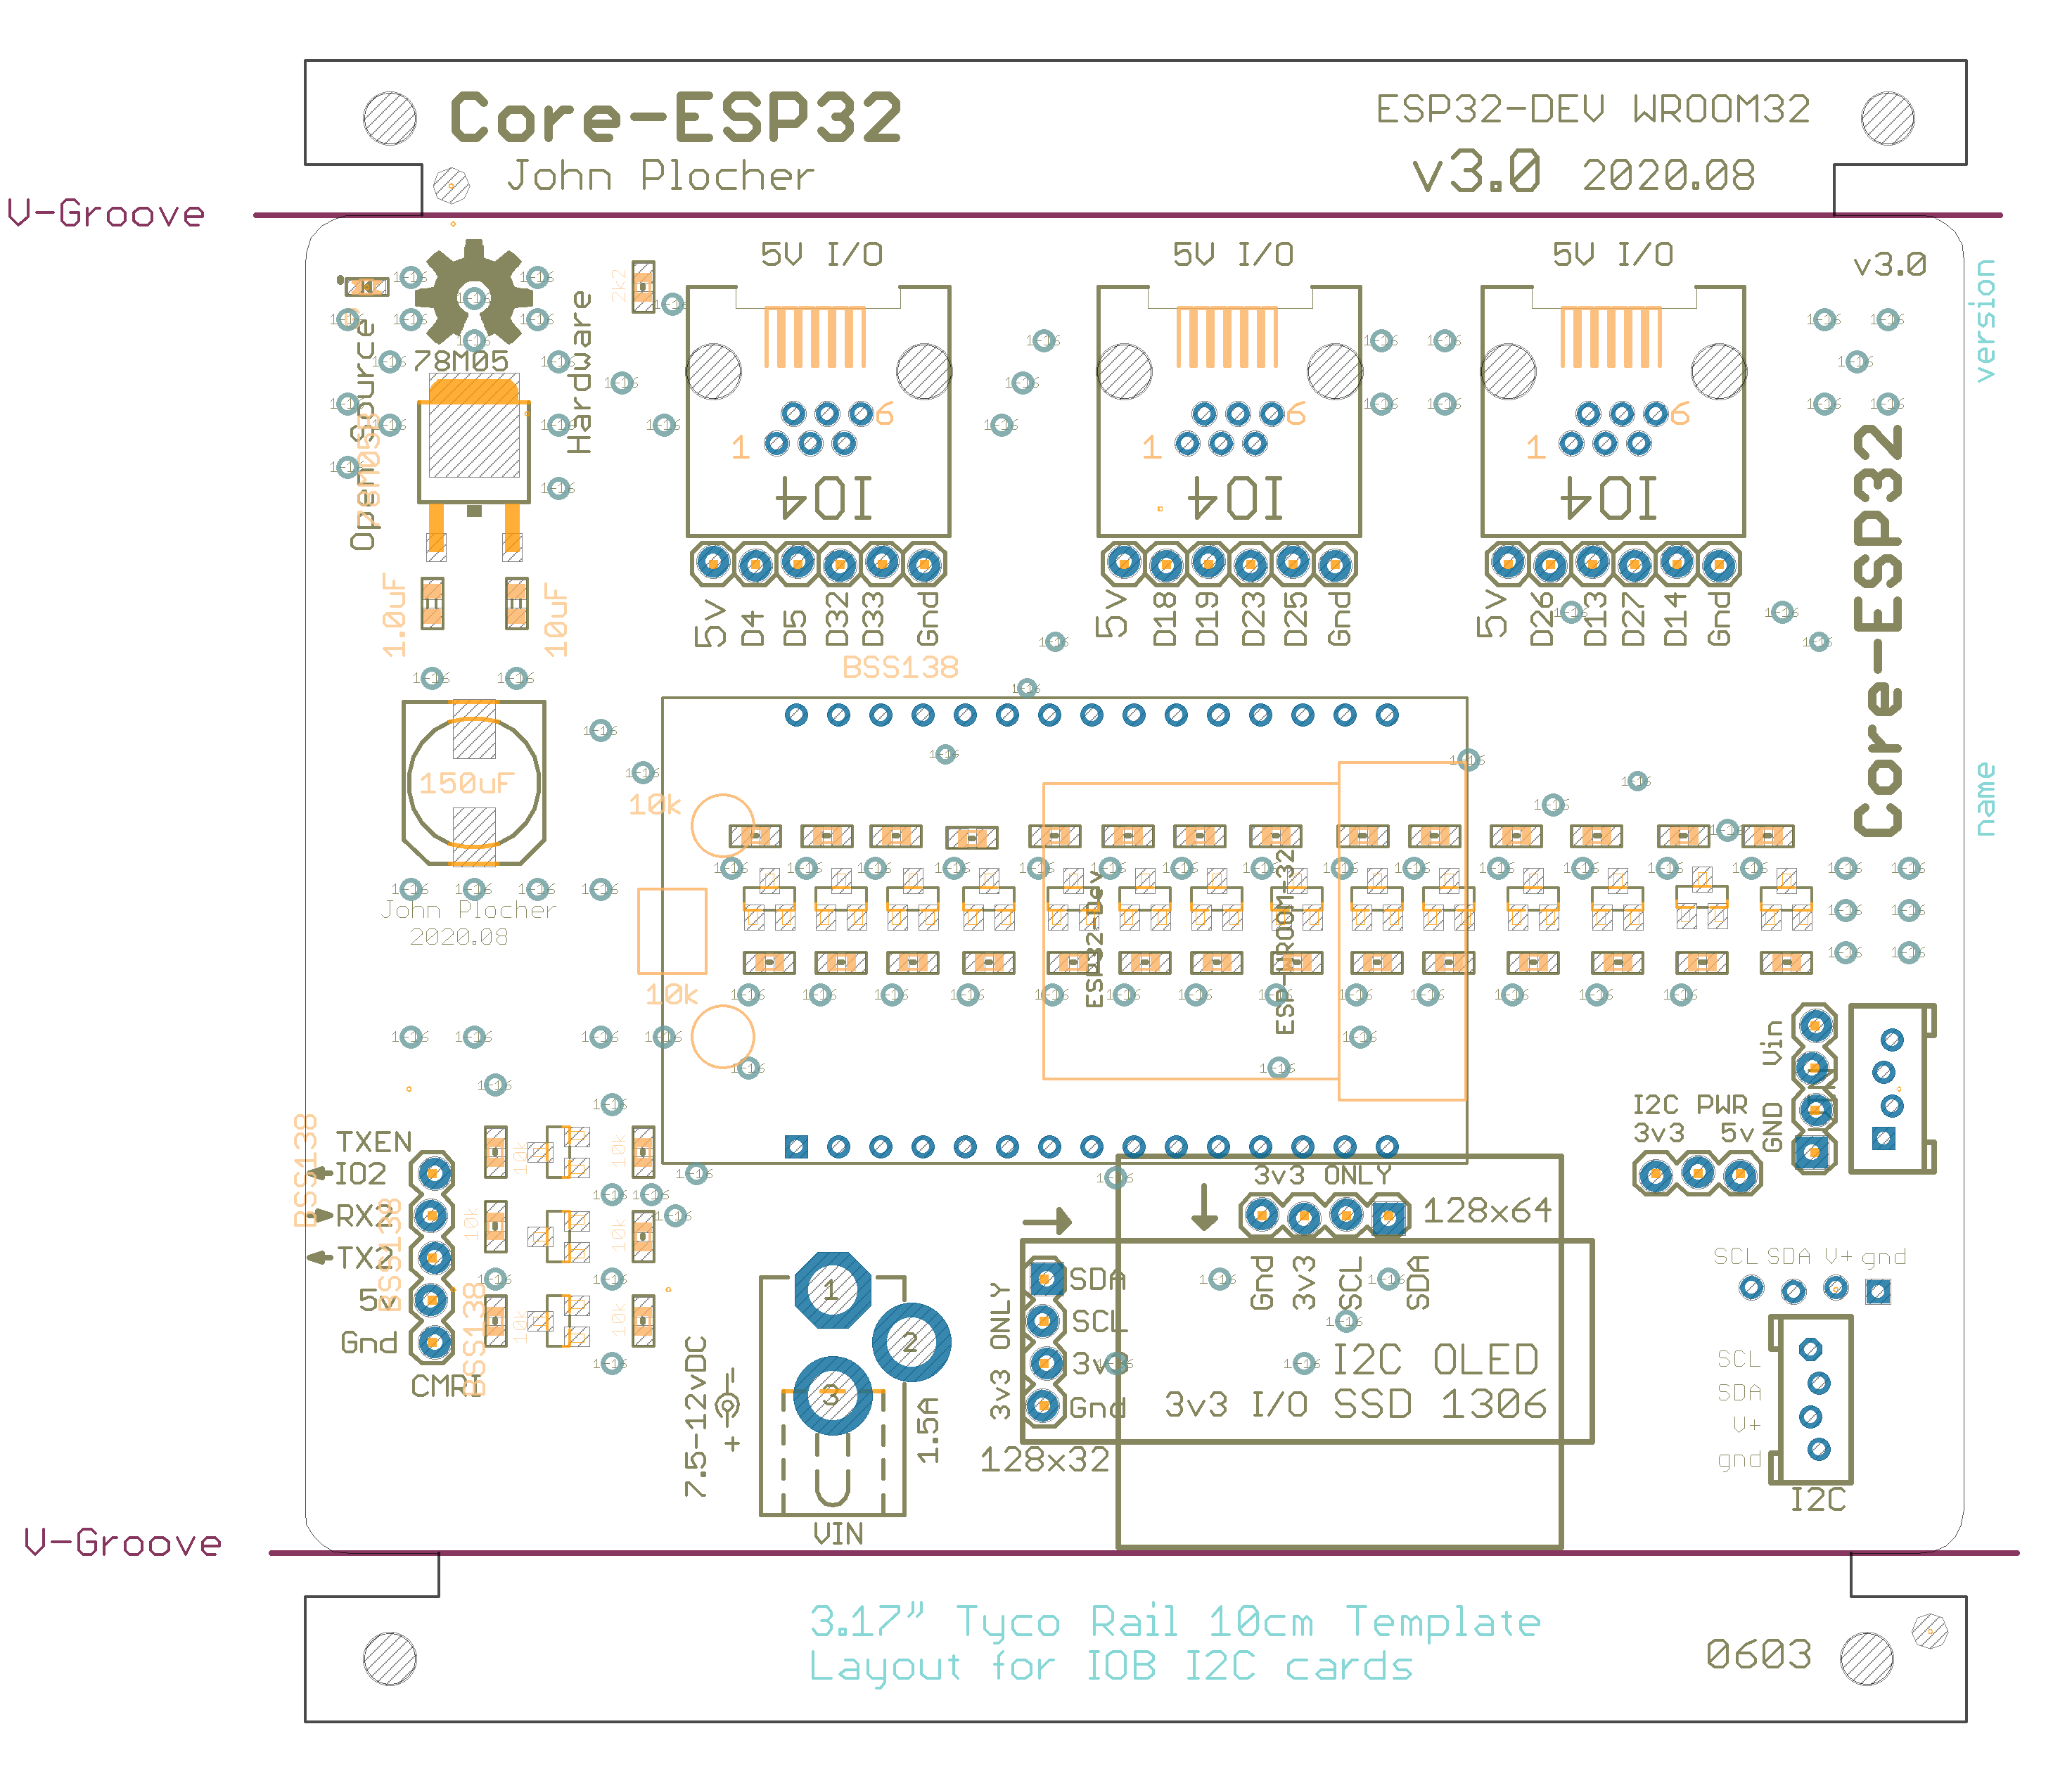 Core-ESP32
ESP32-DEV WROOM32
John Plocher
v3.0 2020.08
V-Groove
5V I/O
5V I/O
5V I/O
v3.0
version
2k2
Open Source
Hardware
78M05
78M05
1
6
1
6
1
6
IO4
IO4
IO4
5v
D4
D5
D32
D33
Gnd
5v
D18
D19
D23
D25
Gnd
5v
D26
D13
D27
D14
Gnd
1.0uF
10uF
BSS138
Core-ESP32
name
150uF
10k
10k
John Plocher
2020.08
ESP32-Dev
ESP-WROOM-32
Vin
GND
I2C PWR
3v3 5v
TXEN
IO2
RX2
TX2
5v
Gnd
CMRI
BSS138
BSS138
BSS138
10k
10k
10k
10k
10k
10k
3v3 ONLY
128x64
Gnd
3v3
SCL
SDA
3v3 ONLY
SDA
SCL
3v3
Gnd
128x32
I2C OLED
3v3 I/O SSD 1306
1
2
3
7.5-12vDC
+
1.5A
VIN
SCL SDA V+ gnd
SCL
SDA
V+
gnd
I2C
V-Groove
3.17" Tyco Rail 10cm Template
Layout for IOB I2C cards
0603